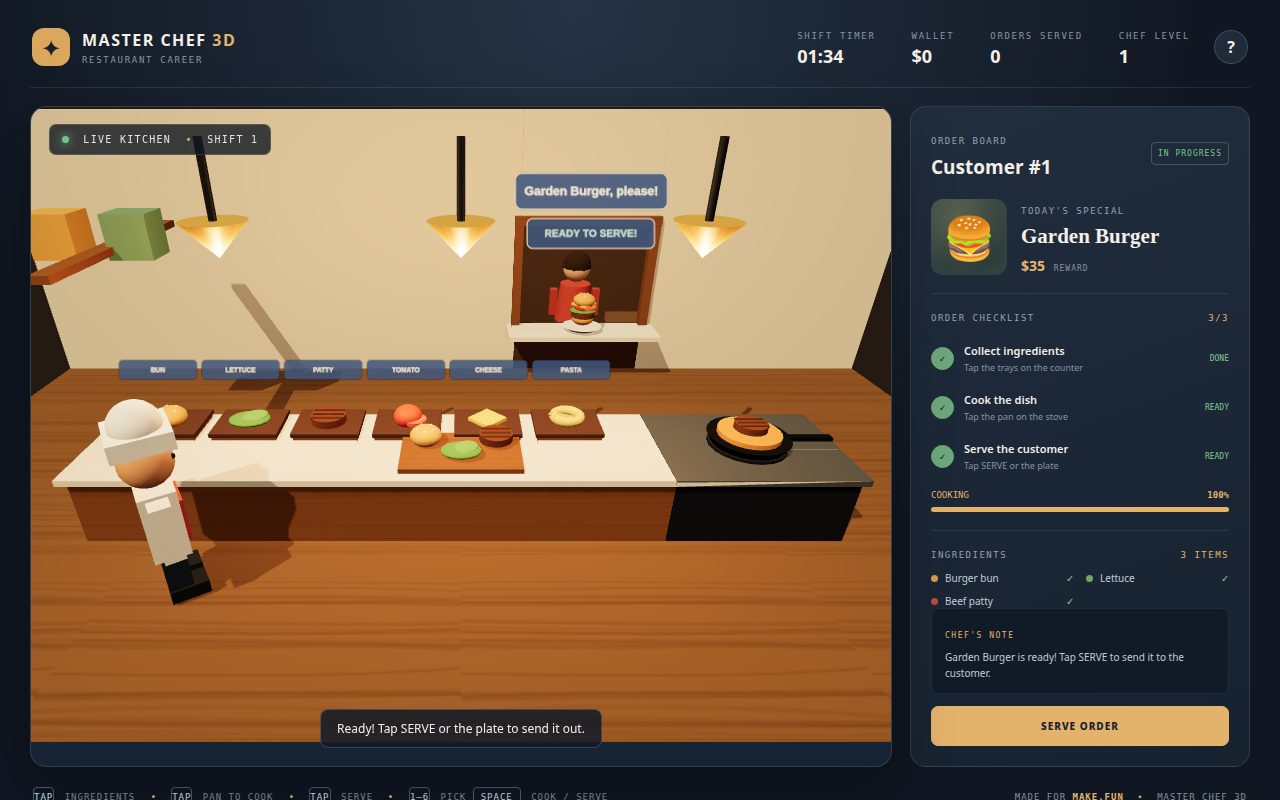 MASTER CHEF 3D
RESTAURANT CAREER
SHIFT TIMER
01:34
WALLET
$0
ORDERS SERVED
0
CHEF LEVEL
1
?
LIVE KITCHEN • SHIFT 1
Garden Burger, please!
READY TO SERVE!
BUN
LETTUCE
PATTY
TOMATO
CHEESE
PASTA
Ready! Tap SERVE or the plate to send it out.
ORDER BOARD
Customer #1
IN PROGRESS
TODAY'S SPECIAL
Garden Burger
$35 REWARD
ORDER CHECKLIST 3/3
✓ Collect ingredients DONE
Tap the trays on the counter
✓ Cook the dish READY
Tap the pan on the stove
✓ Serve the customer READY
Tap SERVE or the plate
COOKING 100%
INGREDIENTS 3 ITEMS
Burger bun ✓ Lettuce ✓
Beef patty ✓
CHEF'S NOTE
Garden Burger is ready! Tap SERVE to send it to the
customer.
SERVE ORDER
TAP INGREDIENTS • TAP PAN TO COOK • TAP SERVE • 1–6 PICK SPACE COOK / SERVE
MADE FOR MAKE.FUN • MASTER CHEF 3D